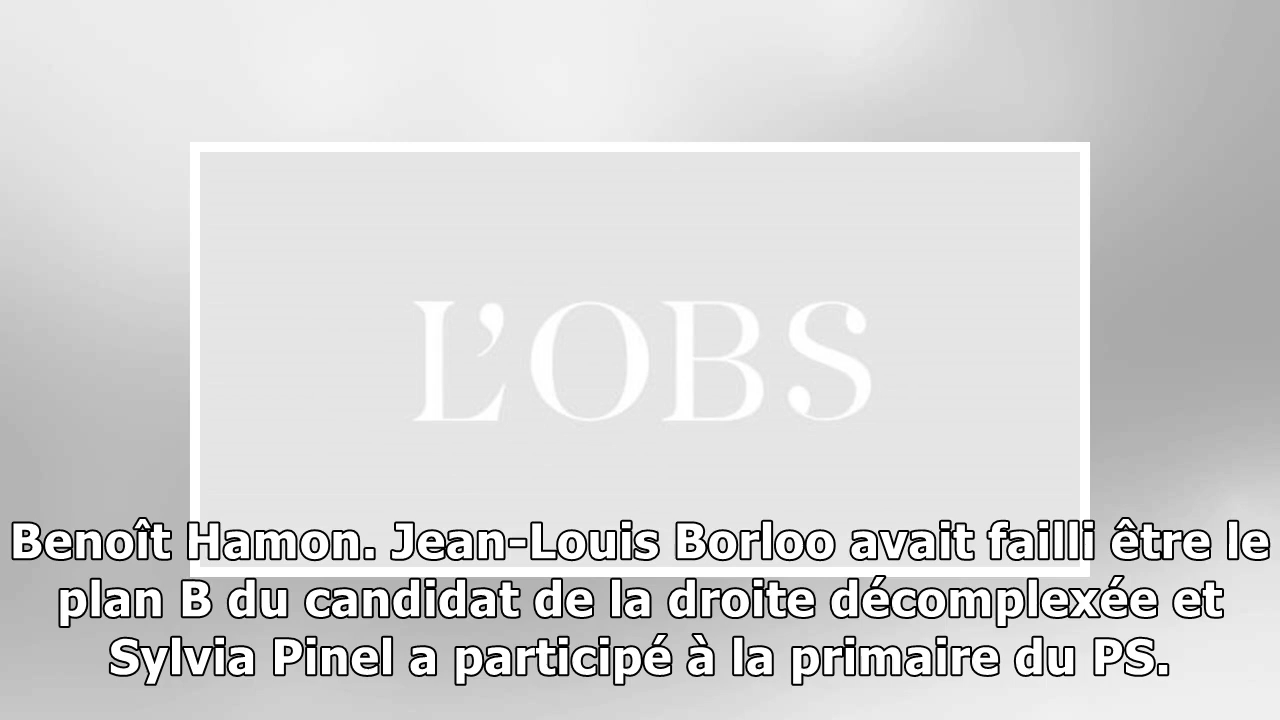 L'OBS
Benoît Hamon. Jean-Louis Borloo avait failli être le
plan B du candidat de la droite décomplexée et
Sylvia Pinel a participé à la primaire du PS.